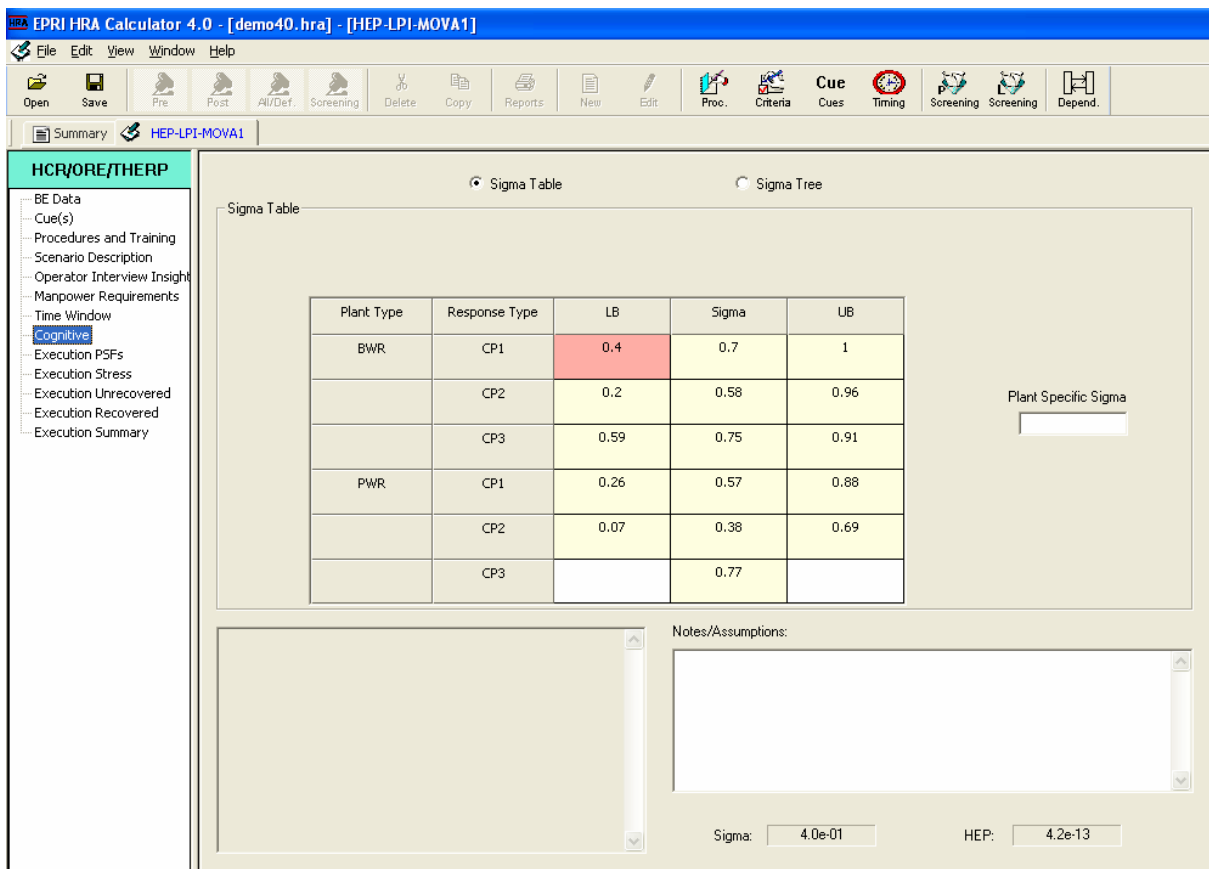 HRA EPRI HRA Calculator 4.0 - [demo40.hra] - [HEP-LPI-MOVA1]
File Edit View Window Help
Cue
Open Save Pre Post All/Def. Screening Delete Copy Reports New Edit Proc. Criteria Cues Timing Screening Screening Depend.
Summary HEP-LPI-MOVA1
HCR/ORE/THERP
BE Data
Cue(s)
Procedures and Training
Scenario Description
Operator Interview Insight
Manpower Requirements
Time Window
Cognitive
Execution PSFs
Execution Stress
Execution Unrecovered
Execution Recovered
Execution Summary
Sigma Table Sigma Tree
Sigma Table
Plant Type Response Type LB Sigma UB
BWR CP1 0.4 0.7 1
CP2 0.2 0.58 0.96
CP3 0.59 0.75 0.91
PWR CP1 0.26 0.57 0.88
CP2 0.07 0.38 0.69
CP3 0.77
Plant Specific Sigma
Notes/Assumptions:
Sigma: 4.0e-01 HEP: 4.2e-13